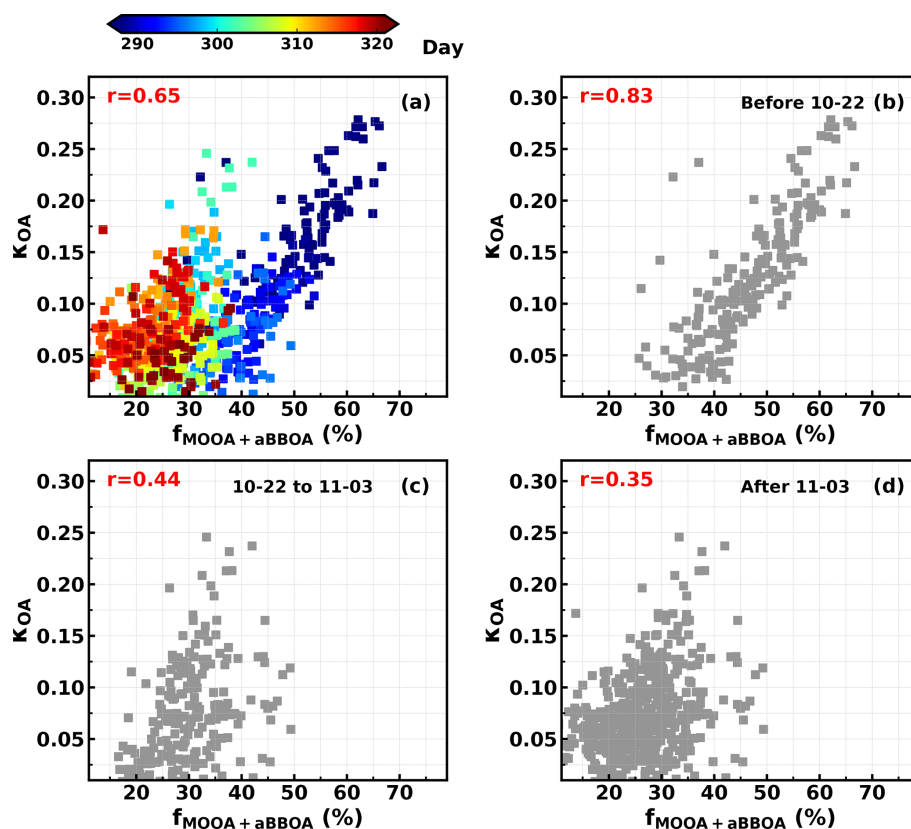 290 300 310 320 Day
r=0.65 (a)
0.30
0.25
0.20
0.15
0.10
0.05
κOA
20 30 40 50 60 70
fMOOA+aBBOA (%)
r=0.83 Before 10-22 (b)
0.30
0.25
0.20
0.15
0.10
0.05
κOA
20 30 40 50 60 70
fMOOA+aBBOA (%)
r=0.44 10-22 to 11-03 (c)
0.30
0.25
0.20
0.15
0.10
0.05
κOA
20 30 40 50 60 70
fMOOA+aBBOA (%)
r=0.35 After 11-03 (d)
0.30
0.25
0.20
0.15
0.10
0.05
κOA
20 30 40 50 60 70
fMOOA+aBBOA (%)